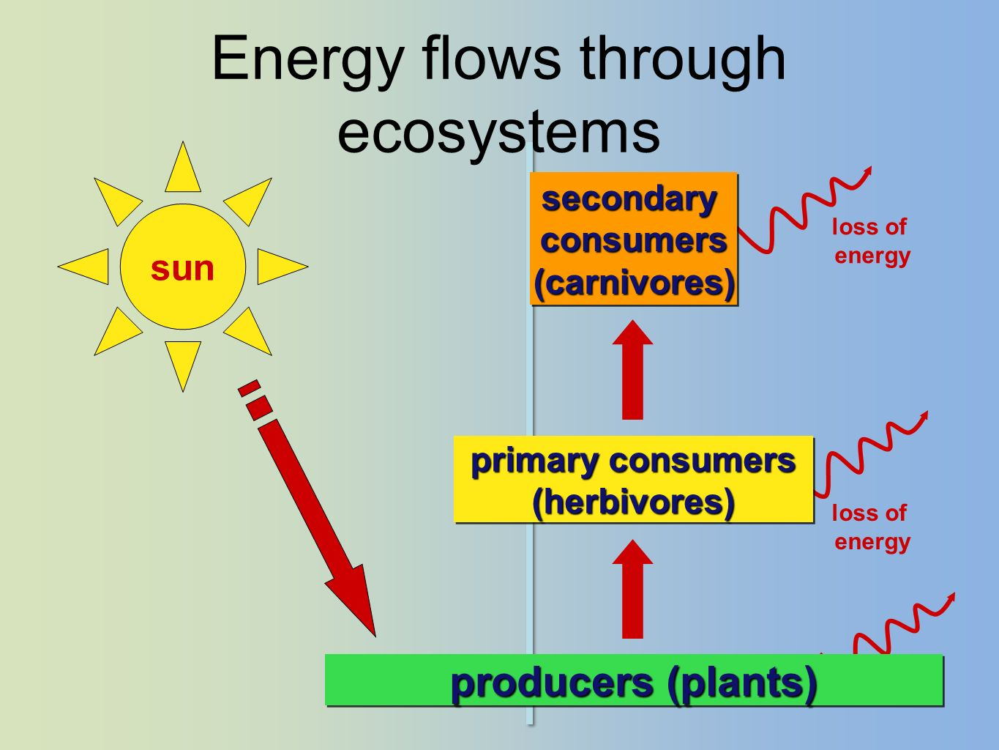 Energy flows through
ecosystems
sun
secondary
consumers
(carnivores)
loss of
energy
primary consumers
(herbivores)
loss of
energy
producers (plants)